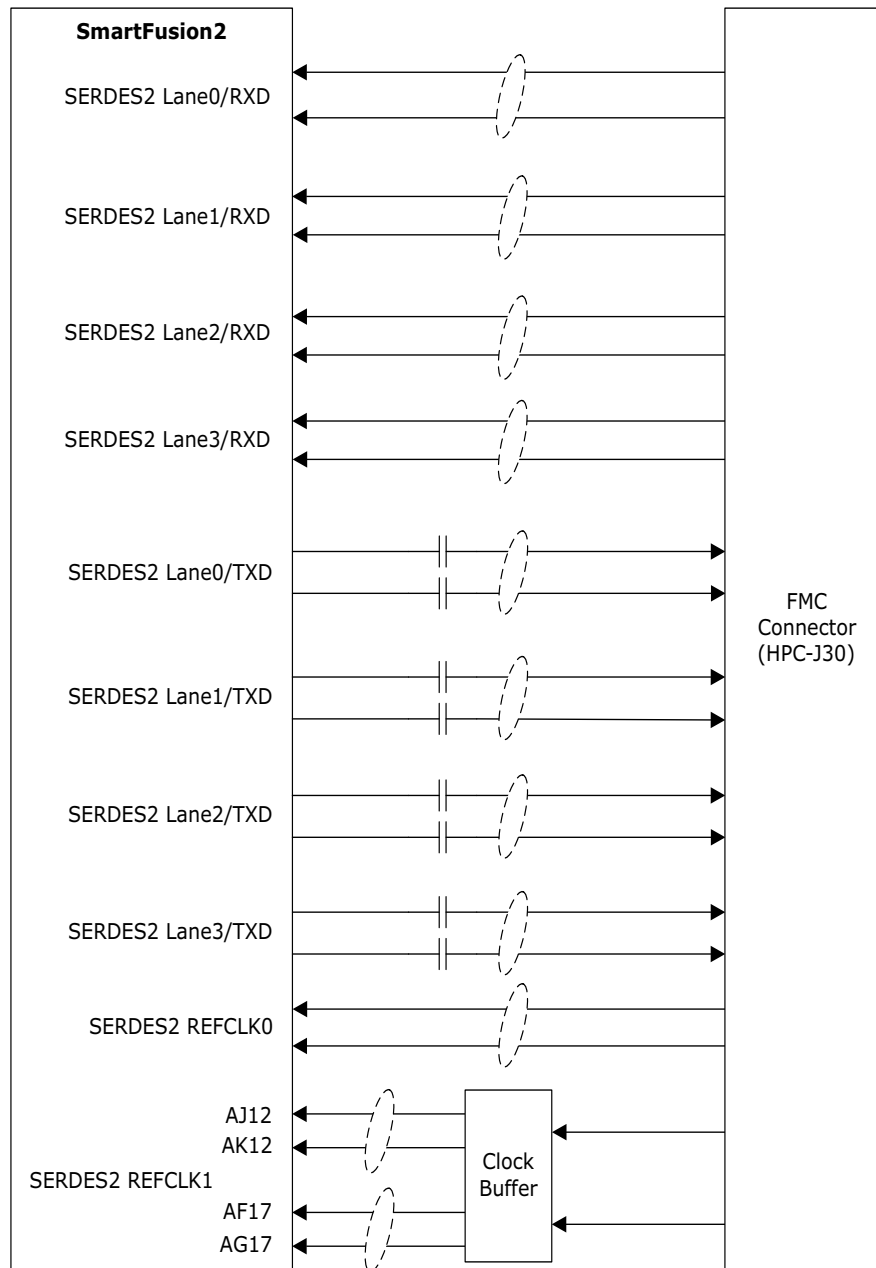 SmartFusion2
SERDES2 Lane0/RXD
SERDES2 Lane1/RXD
SERDES2 Lane2/RXD
SERDES2 Lane3/RXD
SERDES2 Lane0/TXD
SERDES2 Lane1/TXD
SERDES2 Lane2/TXD
SERDES2 Lane3/TXD
FMC
Connector
(HPC-J30)
SERDES2 REFCLK0
AJ12
AK12
SERDES2 REFCLK1
AF17
AG17
Clock
Buffer